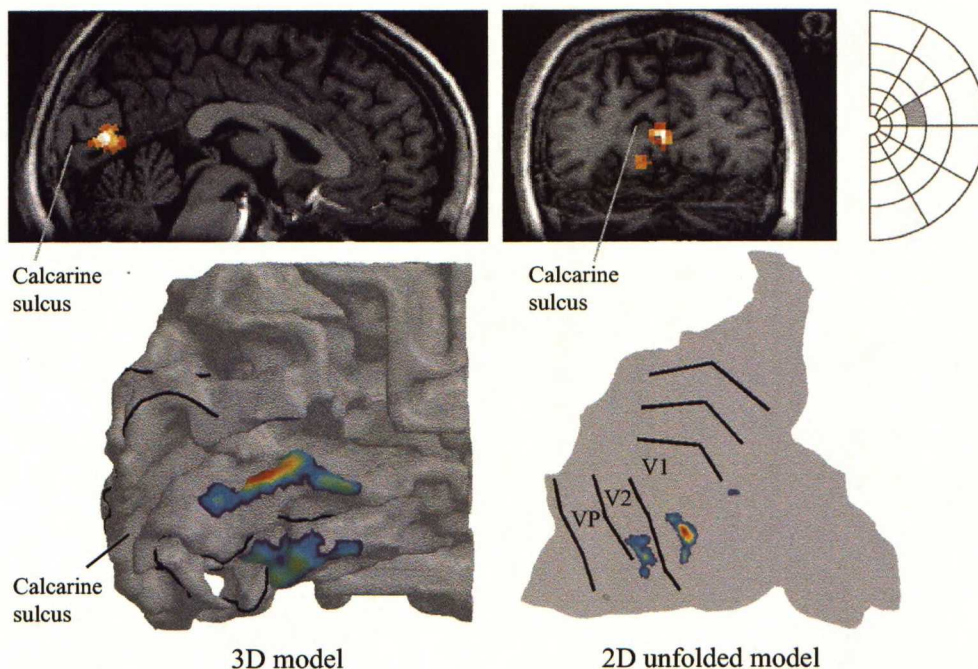 Calcarine
sulcus
Calcarine
sulcus
V1
V2
VP
Calcarine
sulcus
3D model
2D unfolded model